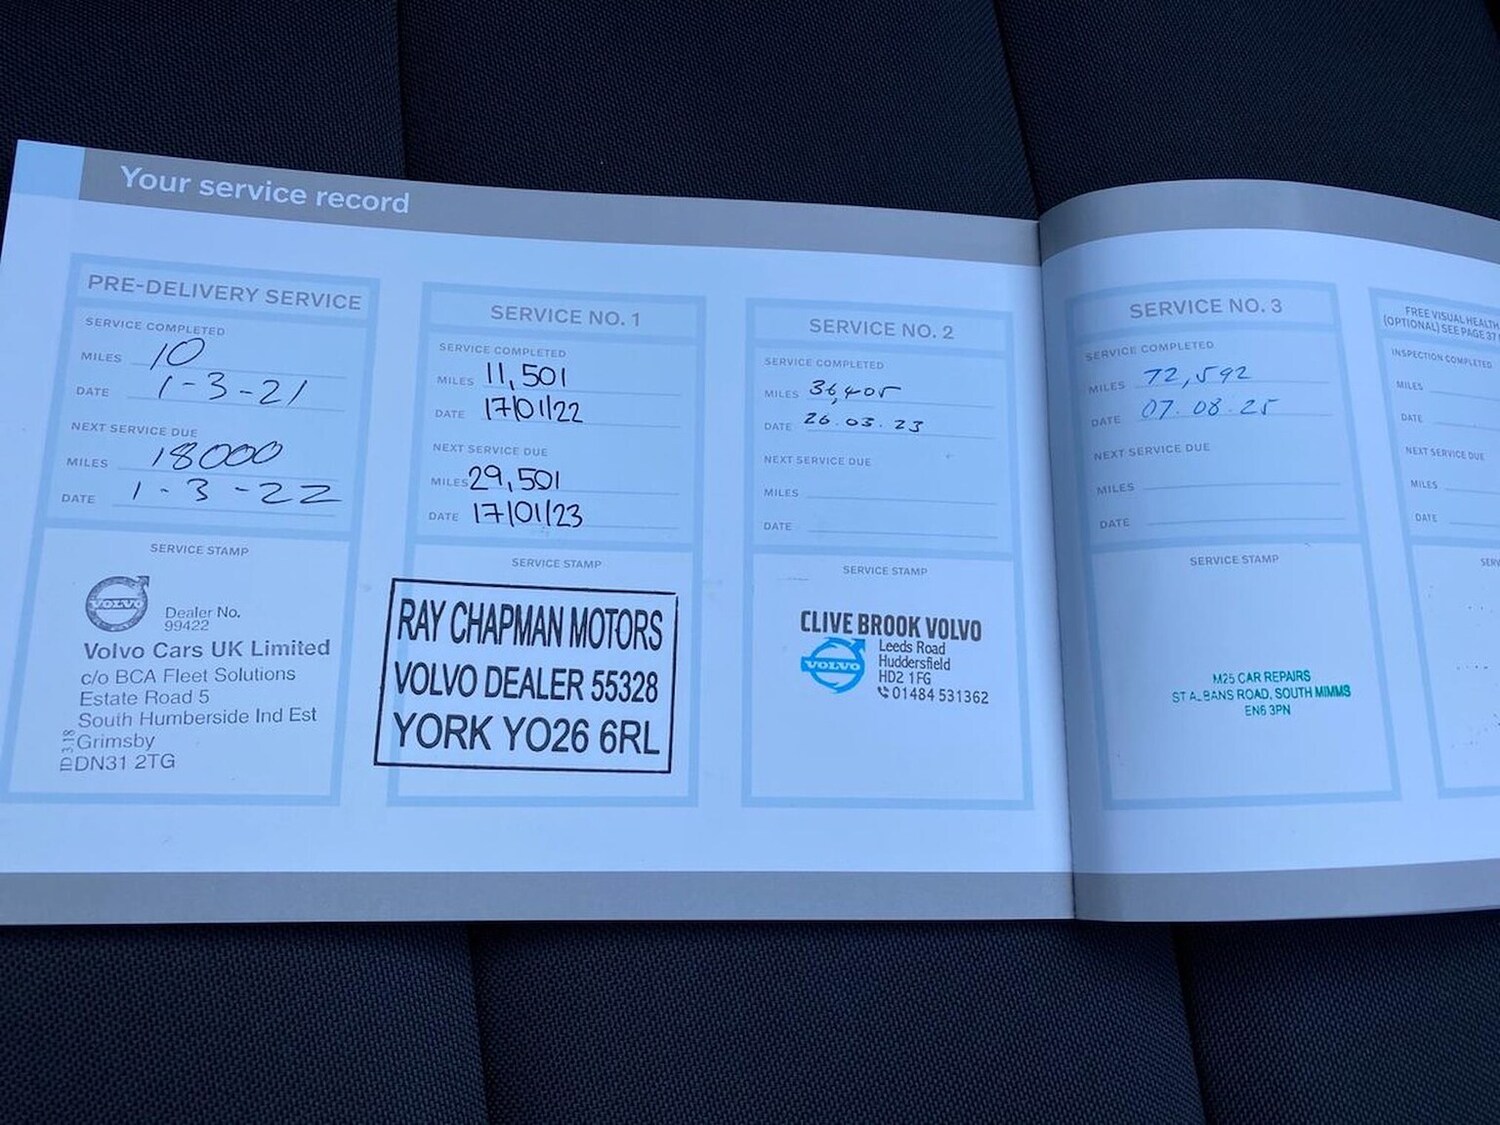 Your service record
PRE-DELIVERY SERVICE
SERVICE COMPLETED
MILES 10
DATE 1-3-21
NEXT SERVICE DUE
MILES 18000
DATE 1-3-22
SERVICE STAMP
VOLVO
Dealer No.
99422
Volvo Cars UK Limited
c/o BCA Fleet Solutions
Estate Road 5
South Humberside Ind Est
Grimsby
DN31 2TG
ID 3.18
SERVICE NO. 1
SERVICE COMPLETED
MILES 11,501
DATE 17/01/22
NEXT SERVICE DUE
MILES 29,501
DATE 17/01/23
SERVICE STAMP
RAY CHAPMAN MOTORS
VOLVO DEALER 55328
YORK YO26 6RL
SERVICE NO. 2
SERVICE COMPLETED
MILES 36,405
DATE 26.03.23
NEXT SERVICE DUE
MILES
DATE
SERVICE STAMP
CLIVE BROOK VOLVO
VOLVO
Leeds Road
Huddersfield
HD2 1FG
01484 531362
SERVICE NO. 3
SERVICE COMPLETED
MILES 72,592
DATE 07.08.25
NEXT SERVICE DUE
MILES
DATE
SERVICE STAMP
M25 CAR REPAIRS
ST ALBANS ROAD, SOUTH MIMMS
EN6 3PN
FREE VISUAL HEALTH
(OPTIONAL) SEE PAGE 37
INSPECTION COMPLETED
MILES
DATE
NEXT SERVICE DUE
MILES
DATE